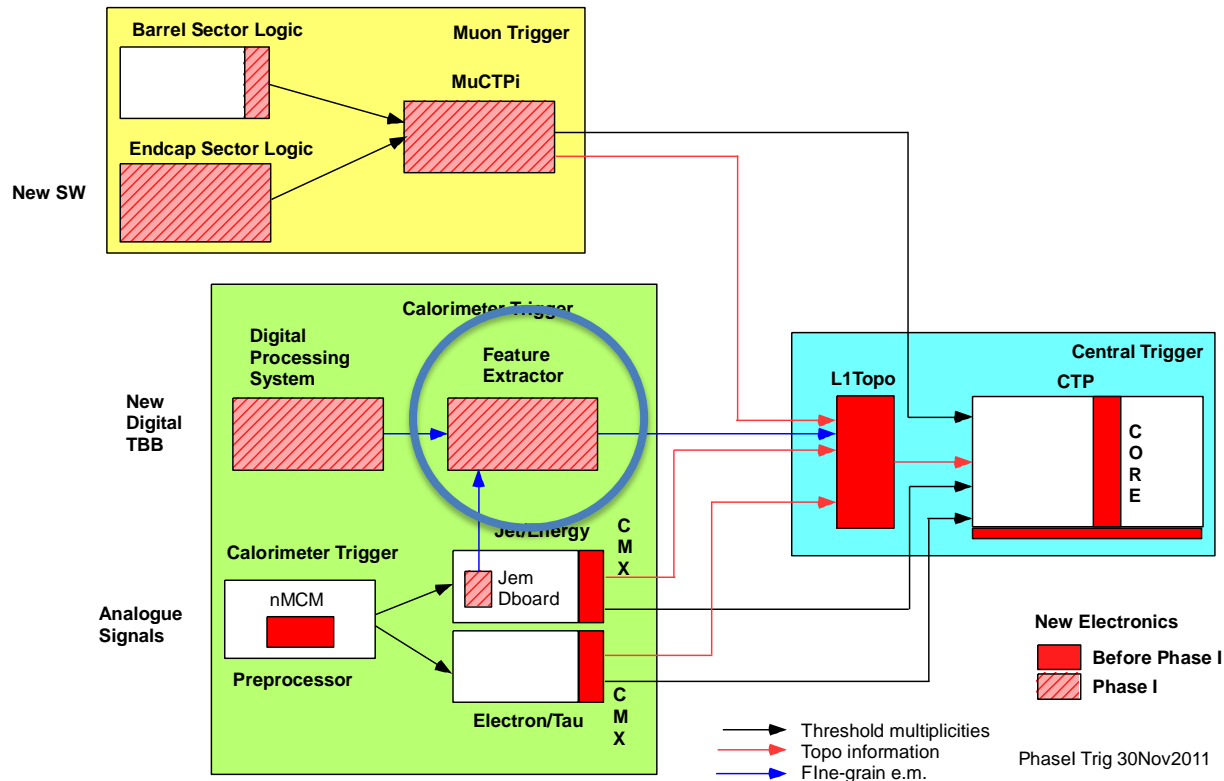 Barrel Sector Logic
Muon Trigger
MuCTPi
Endcap Sector Logic
New SW
Calorimeter Trigger
Digital
Processing
System
Feature
Extractor
New
Digital
TBB
Central Trigger
L1Topo
CTP
C
O
R
E
Jet/Energy
C
M
X
Calorimeter Trigger
nMCM
Jem
Dboard
Analogue
Signals
Preprocessor
Electron/Tau
C
M
X
New Electronics
Before Phase I
Phase I
Threshold multiplicities
Topo information
FIne-grain e.m.
PhaseI Trig 30Nov2011